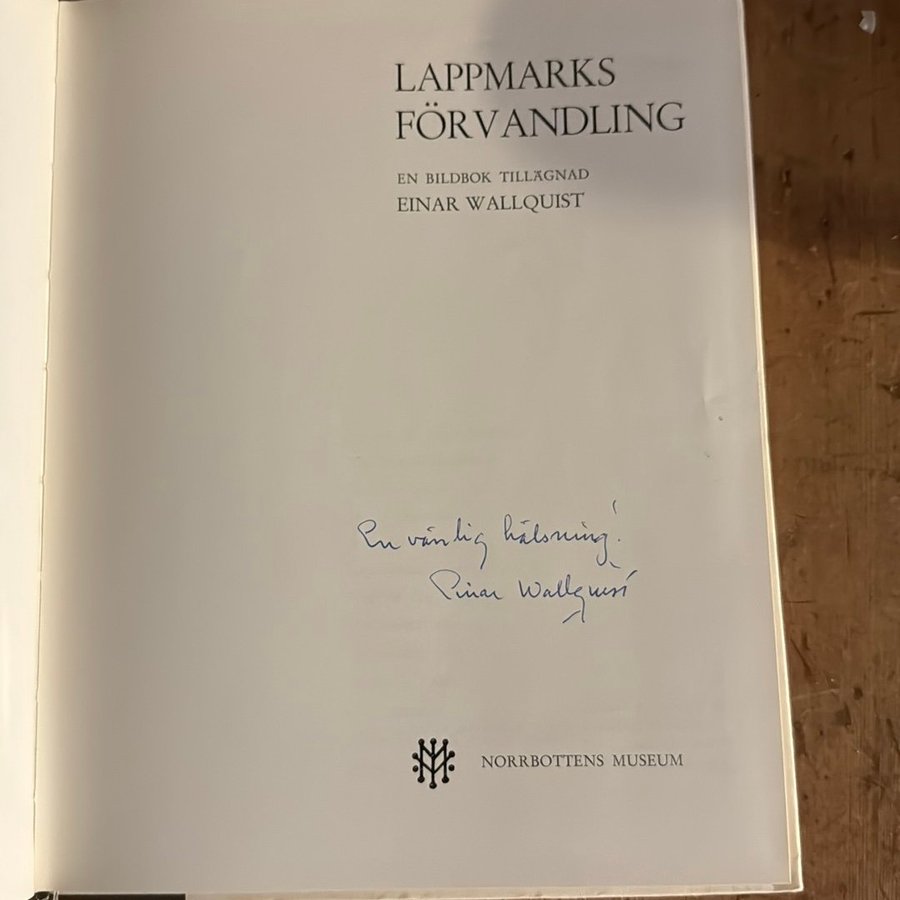 LAPPMARKS
FÖRVANDLING
EN BILDBOK TILLÄGNAD
EINAR WALLQUIST
En vänlig hälsning!
Einar Wallquist
NORRBOTTENS MUSEUM